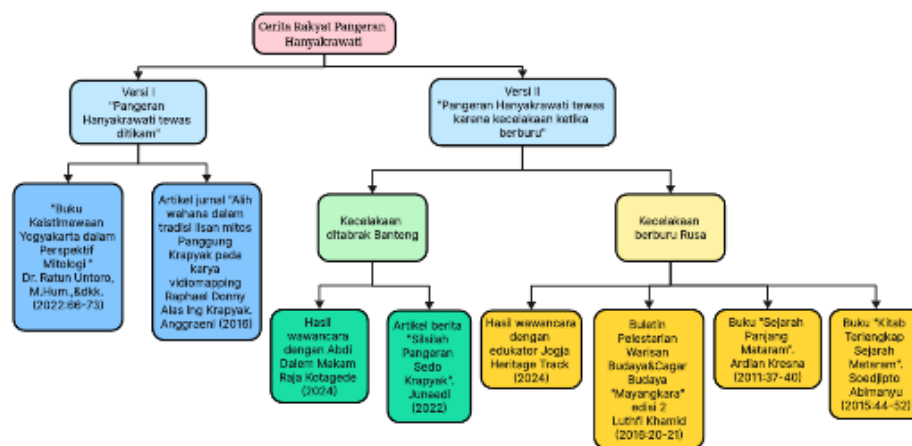 Cerita Rakyat Pangeran
Hanyakrawati
Versi I
"Pangeran
Hanyakrawati tewas
ditikam"
Versi II
"Pangeran Hanyakrawati tewas
karena kecelakaan ketika
berburu"
"Buku
Keistimewaan
Yogyakarta dalam
Perspektif
Mitologi "
Dr. Ratun Untoro,
M.Hum.,&dkk.
(2022:66-73)
Artikel jurnal "Alih
wahana dalam
tradisi lisan mitos
Panggung
Krapyak pada
karya
vidiomapping
Raphael Donny
Alas Ing Krapyak.
Anggraeni (2016)
Kecelakaan
ditabrak Banteng
Kecelakaan
berburu Rusa
Hasil
wawancara
dengan Abdi
Dalem Makam
Raja Kotagede
(2024)
Artikel berita
"Silsilah
Pangeran
Sedo
Krapyak".
Junaedi
(2022)
Hasil wawancara
dengan
edukator Jogja
Heritage Track
(2024)
Buletin
Pelestarian
Warisan
Budaya&Cagar
Budaya
"Mayangkara"
edisi 2
Luthfi Khamid
(2016:20-21)
Buku "Sejarah
Panjang
Mataram".
Ardian Kresna
(2011:37-40)
Buku "Kitab
Terlengkap
Sejarah
Mataram".
Soedjipto
Abimanyu
(2015:44-52)